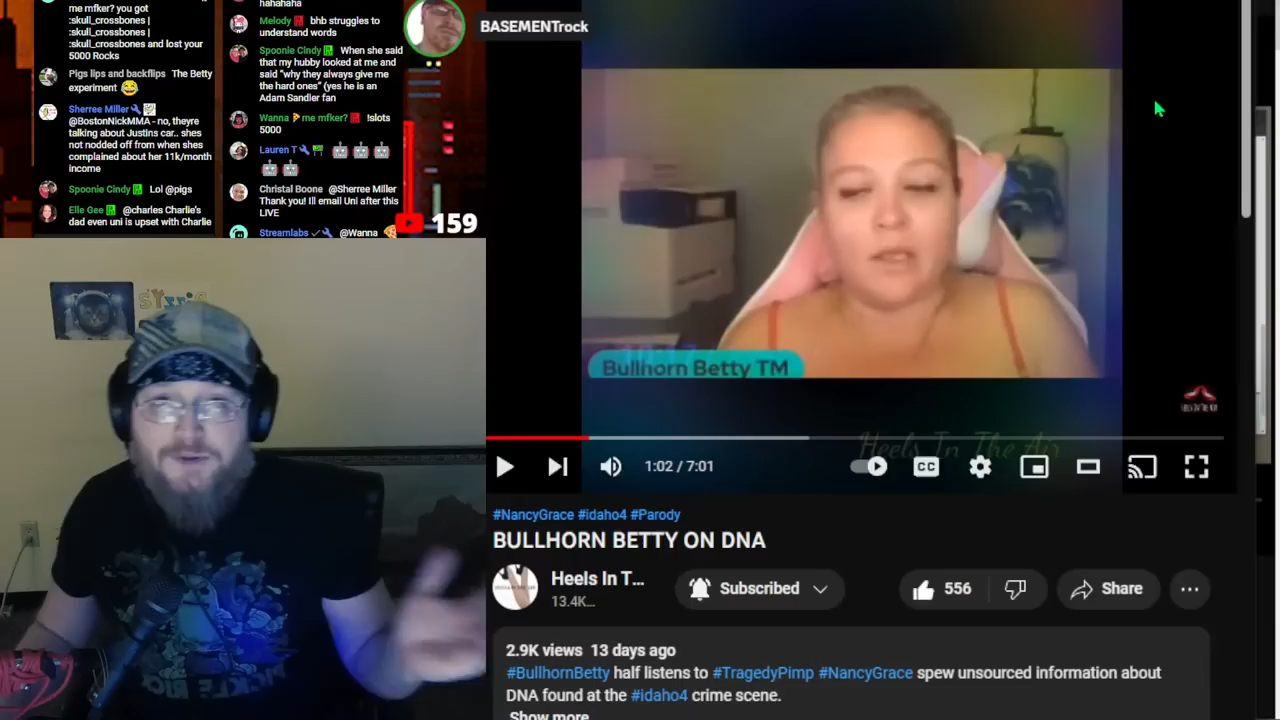 me mfker? you got
:skull_crossbones |
:skull_crossbones |
:skull_crossbones and lost your
5000 Rocks
Pigs lips and backflips The Betty
experiment 😂
Sherree Miller
@BostonNickMMA - no, theyre
talking about Justins car.. shes
not nodded off from when she
complained about her 11k/month
income
Spoonie Cindy Lol @pigs
Elle Gee @charles Charlie's
dad even uni is upset with Charlie
hahahaha
Melody bhb struggles to
understand words
Spoonie Cindy When she said
that my hubby looked at me and
said "why they always give me
the hard ones" (yes he is an
Adam Sandler fan
Wanna 🍕me mfker? !slots
5000
Lauren T 🤖 🤖 🤖
🤖 🤖
Christal Boone @Sherree Miller
Thank you! Ill email Uni after this
LIVE
Streamlabs @Wanna 🍕
BASEMENTrock
159
Bullhorn Betty TM
Heels In The Air
1:02 / 7:01
CC
#NancyGrace #idaho4 #Parody
BULLHORN BETTY ON DNA
Heels In T...
13.4K...
Subscribed
556
Share
2.9K views 13 days ago
#BullhornBetty half listens to #TragedyPimp #NancyGrace spew unsourced information about
DNA found at the #idaho4 crime scene.
Show more